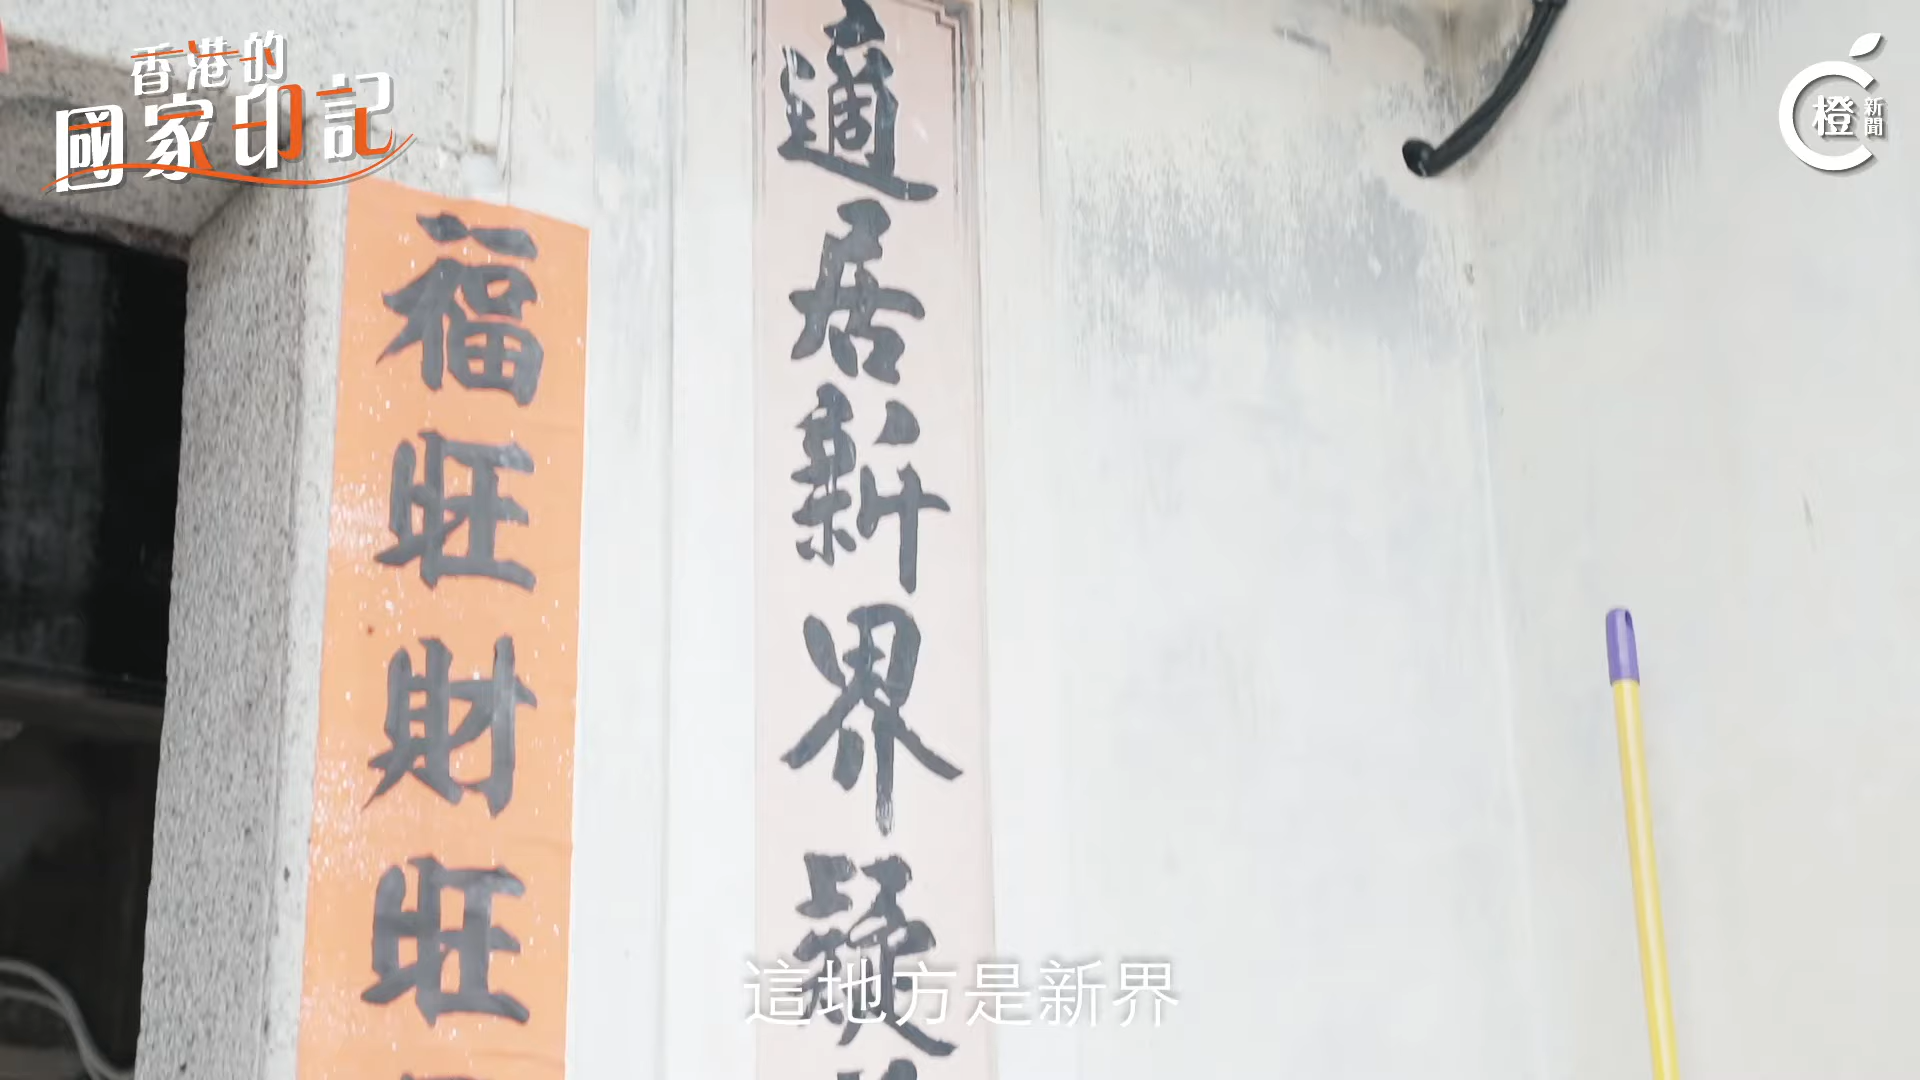 香港的
國家印記
橙新聞
適居新界疑
福旺財旺
這地方是新界